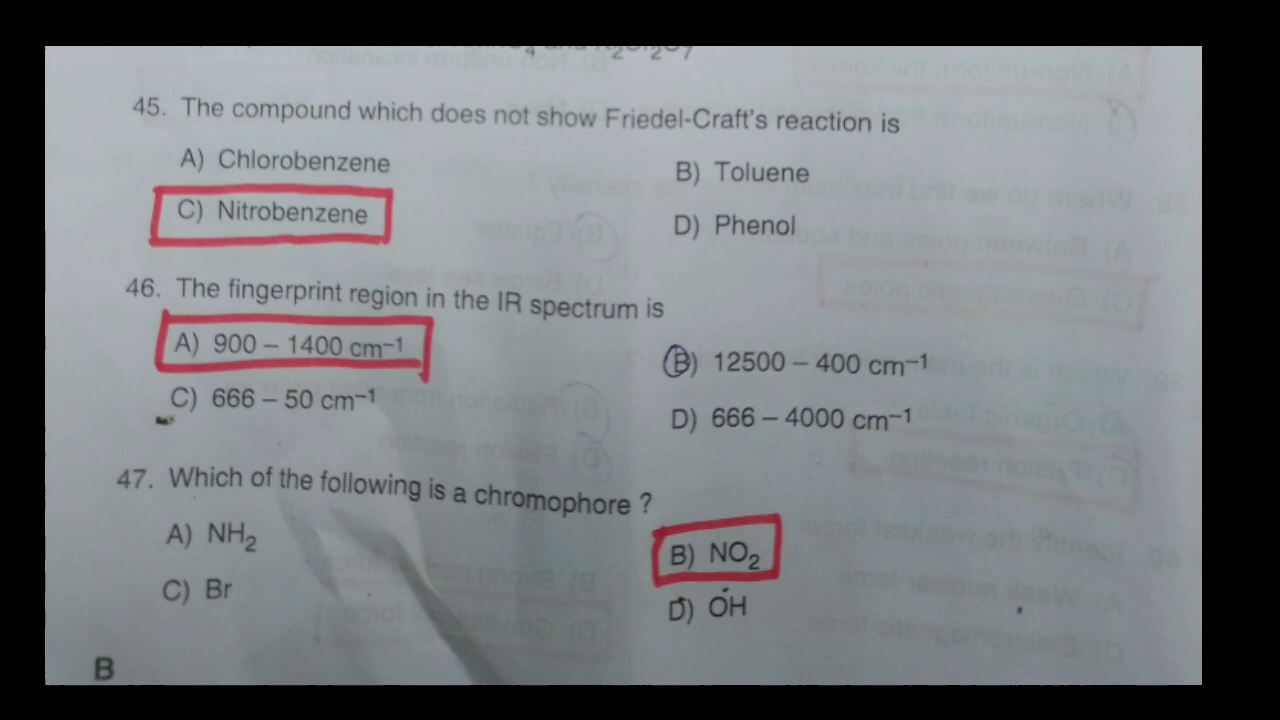 45. The compound which does not show Friedel-Craft's reaction is
A) Chlorobenzene
B) Toluene
C) Nitrobenzene
D) Phenol
46. The fingerprint region in the IR spectrum is
A) 900 – 1400 cm⁻¹
B) 12500 – 400 cm⁻¹
C) 666 – 50 cm⁻¹
D) 666 – 4000 cm⁻¹
47. Which of the following is a chromophore ?
A) NH₂
B) NO₂
C) Br
D) OH
B